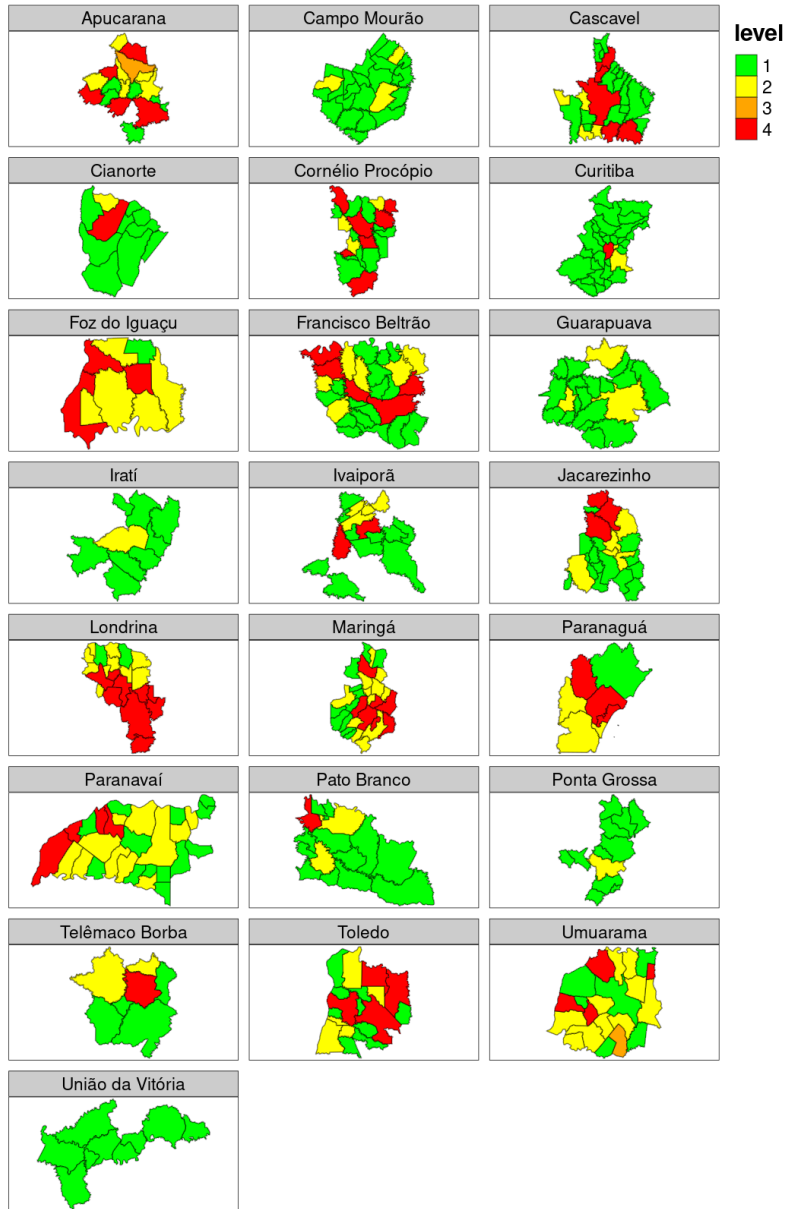 Apucarana
Campo Mourão
Cascavel
level
1
2
3
4
Cianorte
Cornélio Procópio
Curitiba
Foz do Iguaçu
Francisco Beltrão
Guarapuava
Iratí
Ivaiporã
Jacarezinho
Londrina
Maringá
Paranaguá
Paranavaí
Pato Branco
Ponta Grossa
Telêmaco Borba
Toledo
Umuarama
União da Vitória